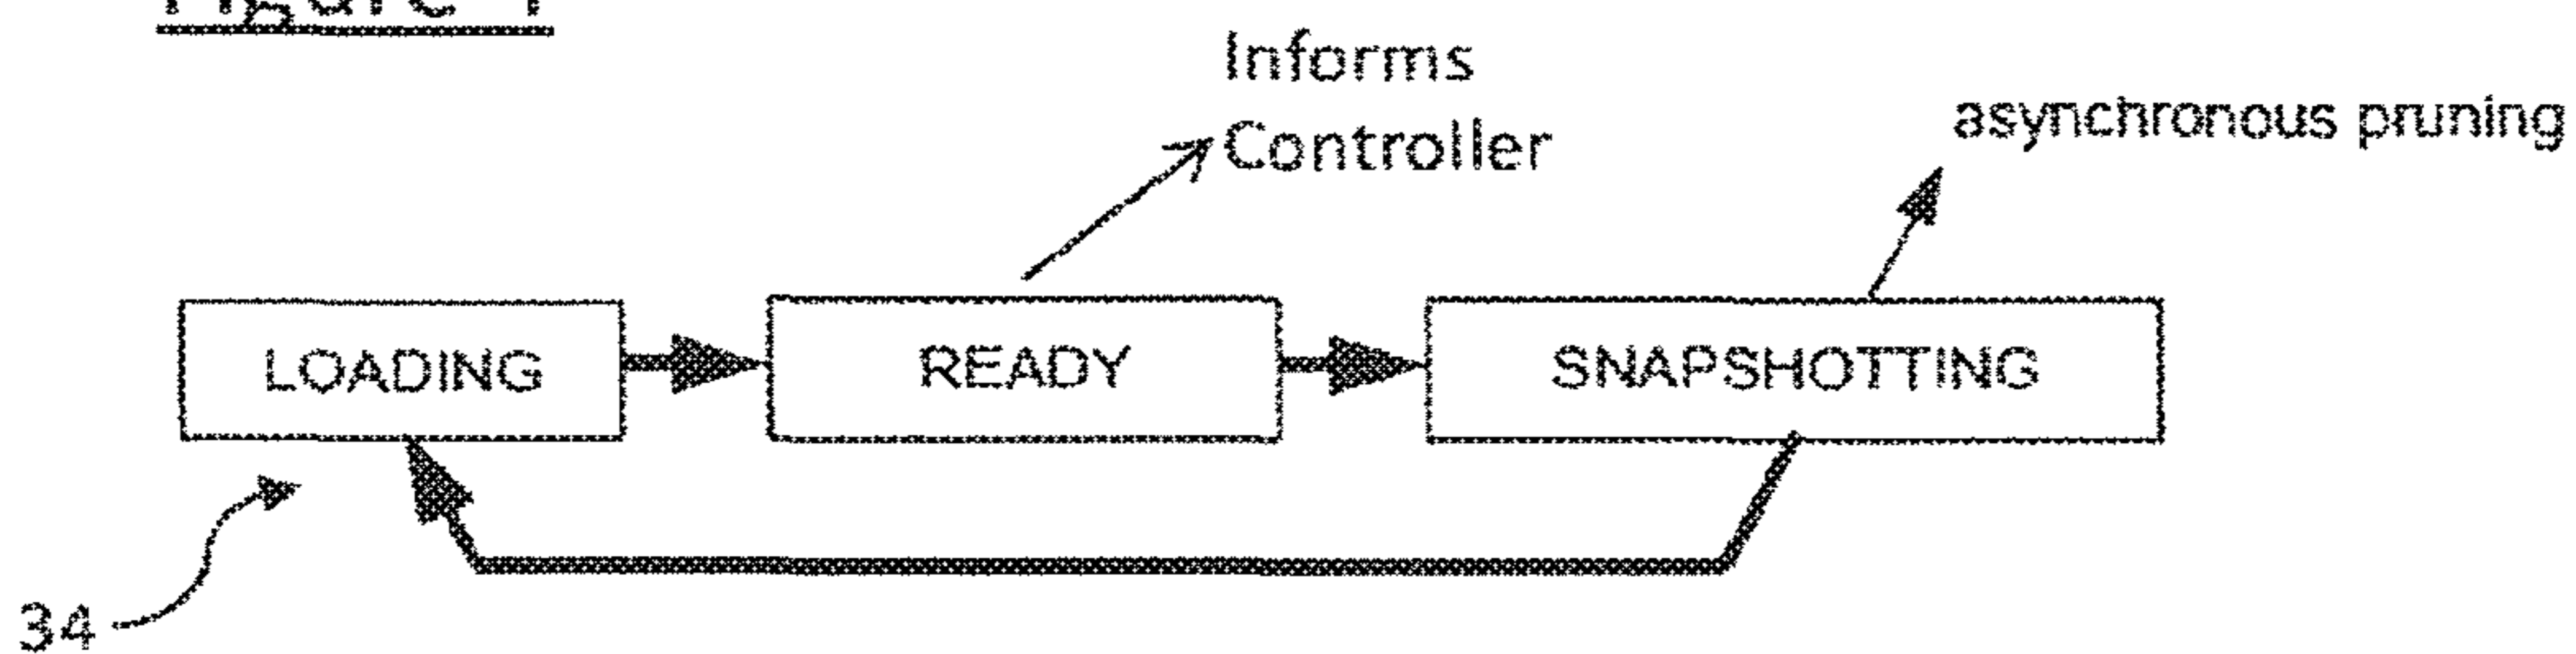 Informs
Controller
asynchronous pruning
LOADING
READY
SNAPSHOTTING
34